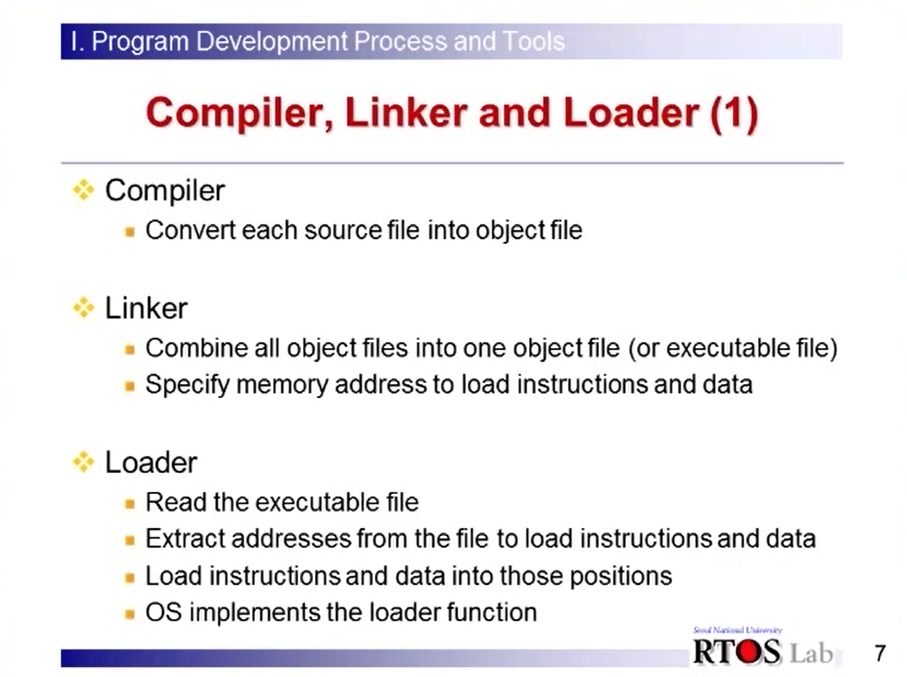 I. Program Development Process and Tools
Compiler, Linker and Loader (1)
Compiler
Convert each source file into object file
Linker
Combine all object files into one object file (or executable file)
Specify memory address to load instructions and data
Loader
Read the executable file
Extract addresses from the file to load instructions and data
Load instructions and data into those positions
OS implements the loader function
Seoul National University
RTOS Lab
7